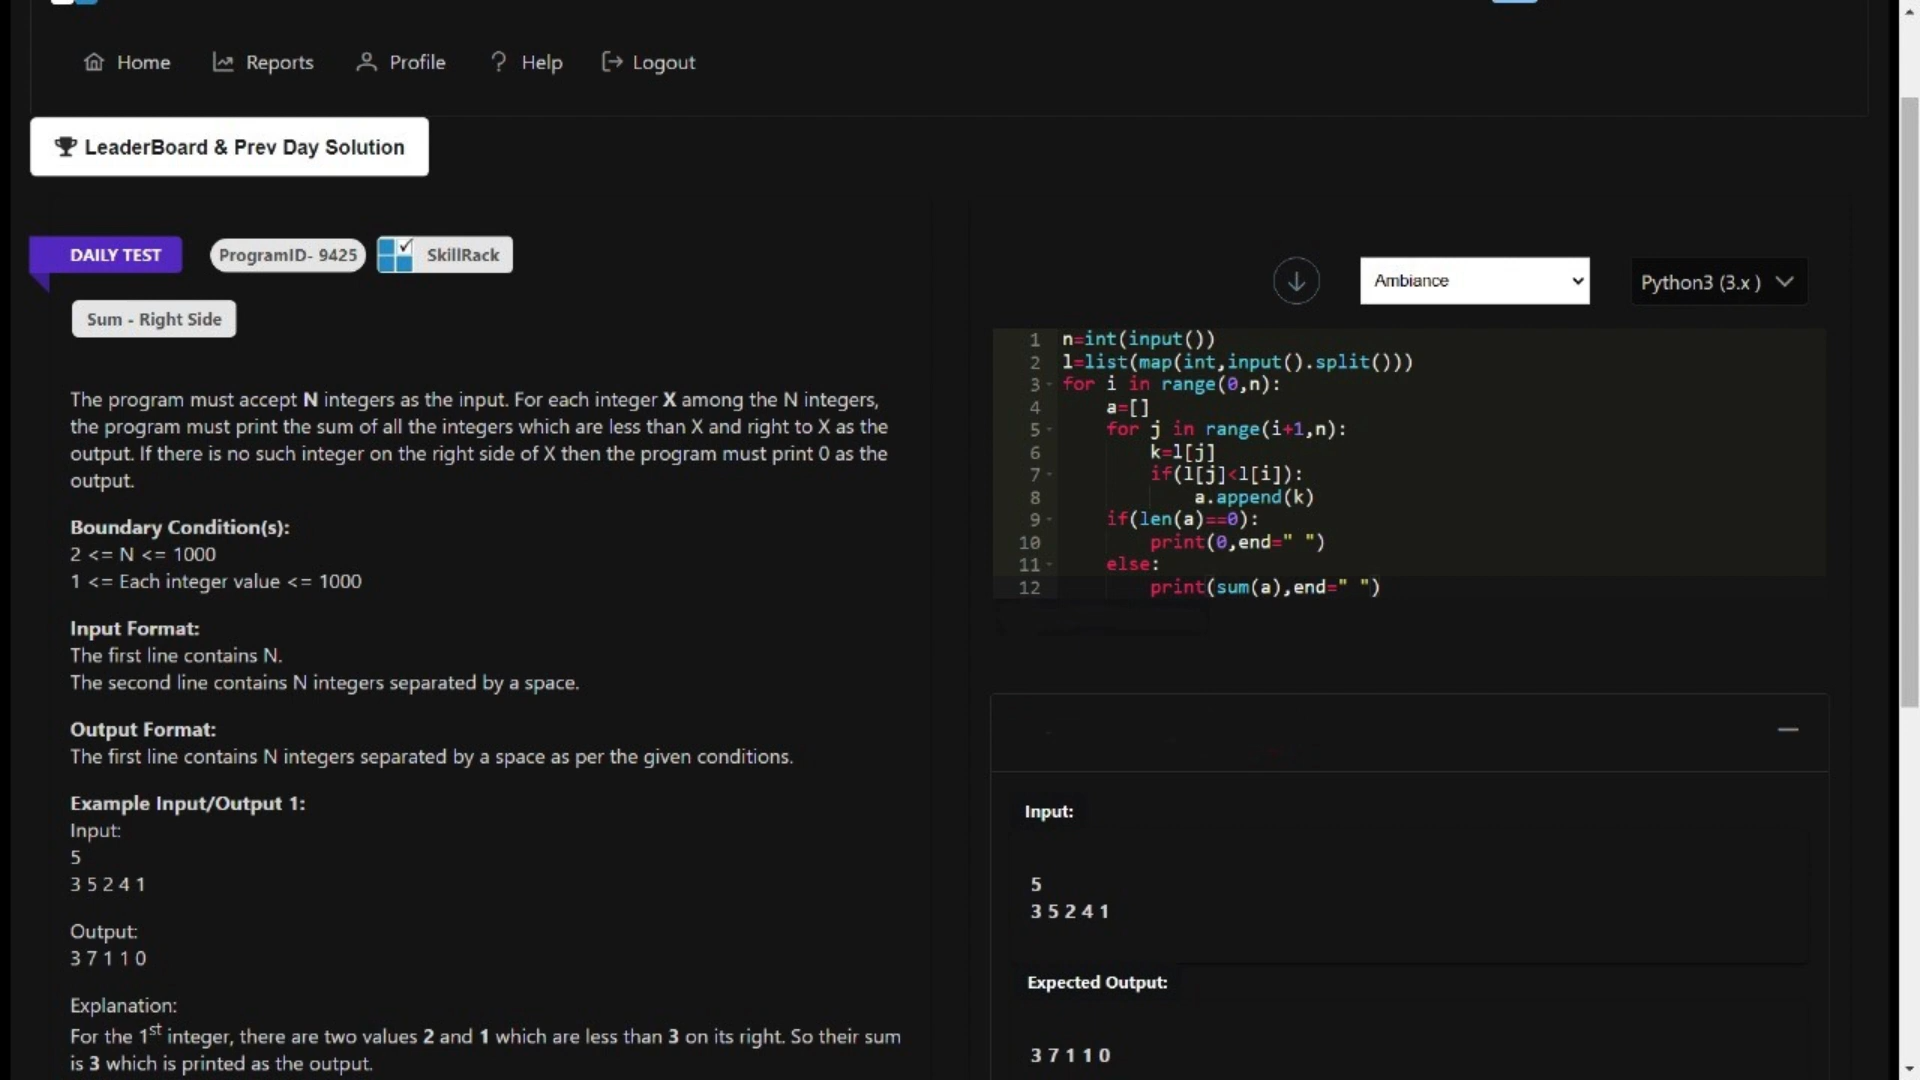 Home Reports Profile ? Help Logout
LeaderBoard & Prev Day Solution
DAILY TEST ProgramID- 9425 SkillRack
Sum - Right Side
The program must accept N integers as the input. For each integer X among the N integers,
the program must print the sum of all the integers which are less than X and right to X as the
output. If there is no such integer on the right side of X then the program must print 0 as the
output.
Boundary Condition(s):
2 <= N <= 1000
1 <= Each integer value <= 1000
Input Format:
The first line contains N.
The second line contains N integers separated by a space.
Output Format:
The first line contains N integers separated by a space as per the given conditions.
Example Input/Output 1:
Input:
5
3 5 2 4 1
Output:
3 7 1 1 0
Explanation:
For the 1st integer, there are two values 2 and 1 which are less than 3 on its right. So their sum
is 3 which is printed as the output.
Ambiance Python3 (3.x )
1 n=int(input())
2 l=list(map(int,input().split()))
3 for i in range(0,n):
4     a=[]
5     for j in range(i+1,n):
6         k=l[j]
7         if(l[j]<l[i]):
8             a.append(k)
9     if(len(a)==0):
10         print(0,end=" ")
11     else:
12         print(sum(a),end=" ")
Input:
5
3 5 2 4 1
Expected Output:
3 7 1 1 0